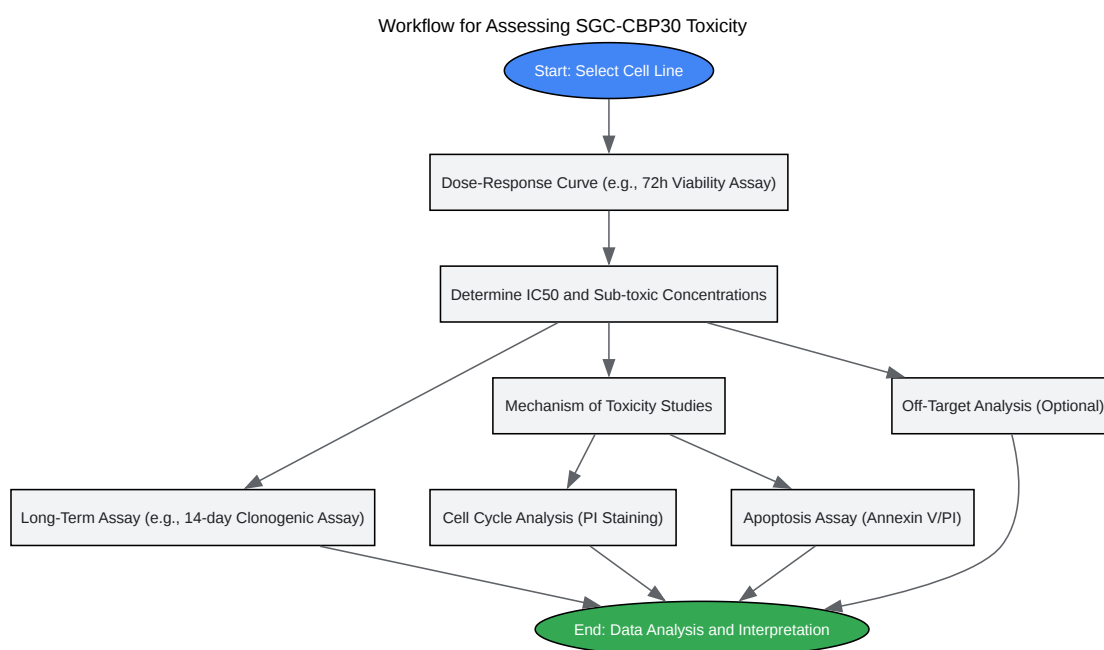 Workflow for Assessing SGC-CBP30 Toxicity
Start: Select Cell Line
Dose-Response Curve (e.g., 72h Viability Assay)
Determine IC50 and Sub-toxic Concentrations
Mechanism of Toxicity Studies
Off-Target Analysis (Optional)
Long-Term Assay (e.g., 14-day Clonogenic Assay)
Cell Cycle Analysis (PI Staining)
Apoptosis Assay (Annexin V/PI)
End: Data Analysis and Interpretation